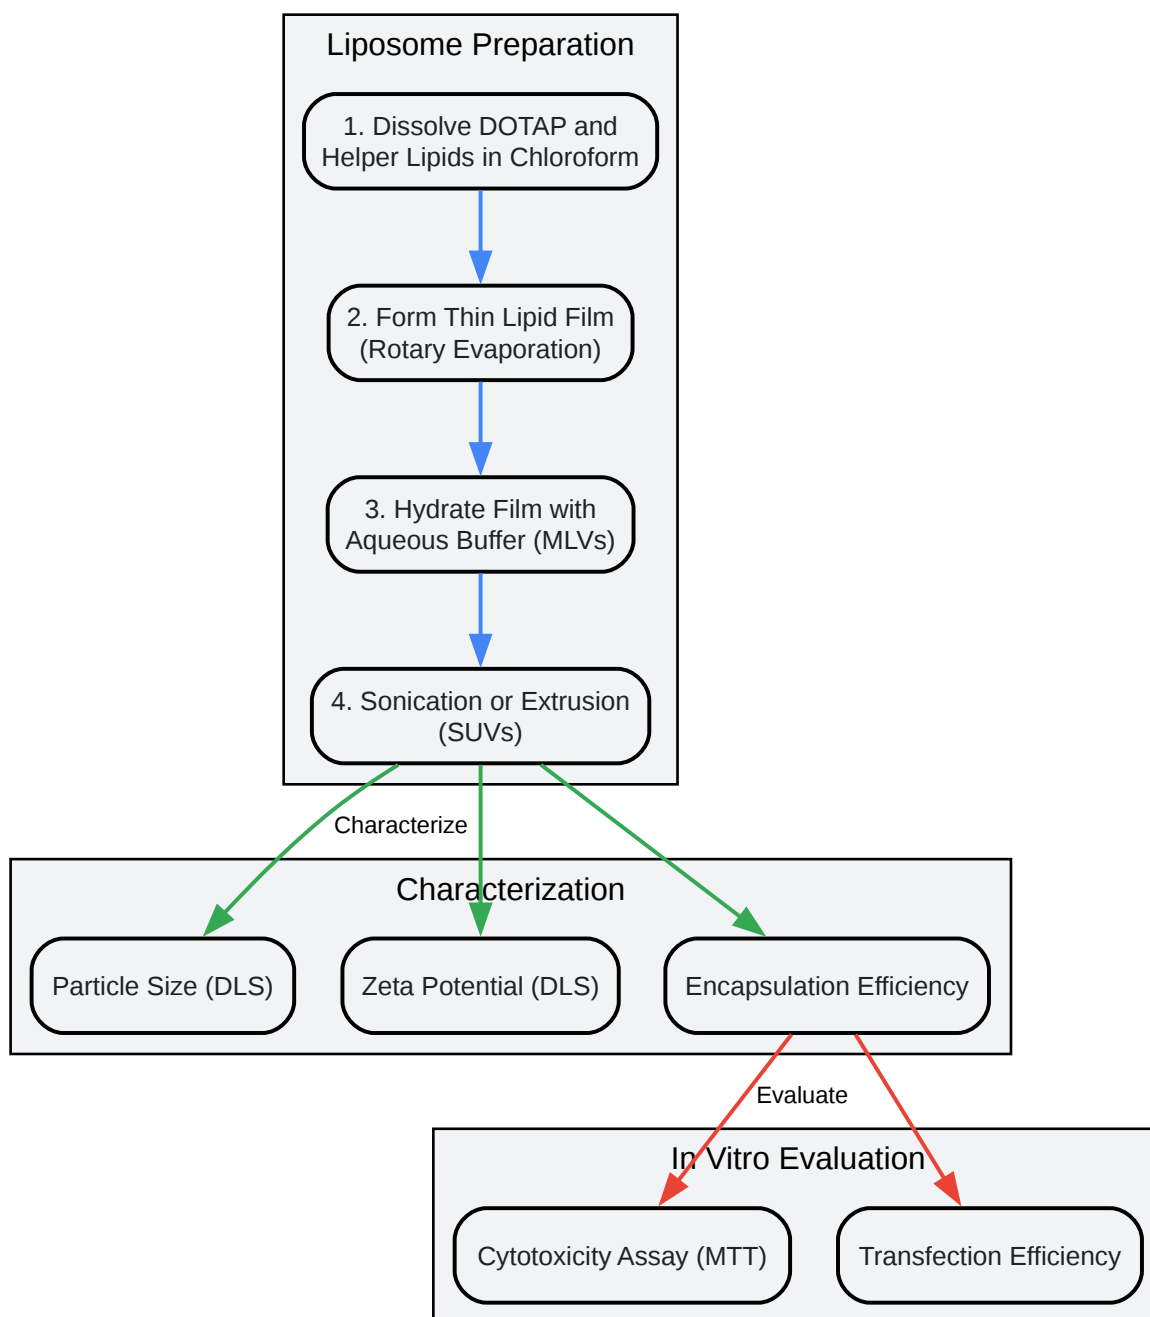 Liposome Preparation
1. Dissolve DOTAP and
Helper Lipids in Chloroform
2. Form Thin Lipid Film
(Rotary Evaporation)
3. Hydrate Film with
Aqueous Buffer (MLVs)
4. Sonication or Extrusion
(SUVs)
Characterize
Characterization
Particle Size (DLS)
Zeta Potential (DLS)
Encapsulation Efficiency
Evaluate
In Vitro Evaluation
Cytotoxicity Assay (MTT)
Transfection Efficiency